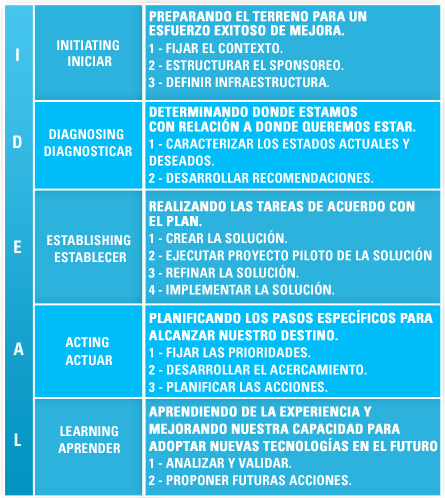 I
INITIATING
INICIAR
PREPARANDO EL TERRENO PARA UN
ESFUERZO EXITOSO DE MEJORA.
1 - FIJAR EL CONTEXTO.
2 - ESTRUCTURAR EL SPONSOREO.
3 - DEFINIR INFRAESTRUCTURA.
D
DIAGNOSING
DIAGNOSTICAR
DETERMINANDO DONDE ESTAMOS
CON RELACIÓN A DONDE QUEREMOS ESTAR.
1 - CARACTERIZAR LOS ESTADOS ACTUALES Y
DESEADOS.
2 - DESARROLLAR RECOMENDACIONES.
E
ESTABLISHING
ESTABLECER
REALIZANDO LAS TAREAS DE ACUERDO CON
EL PLAN.
1 - CREAR LA SOLUCIÓN.
2 - EJECUTAR PROYECTO PILOTO DE LA SOLUCIÓN
3 - REFINAR LA SOLUCIÓN.
4 - IMPLEMENTAR LA SOLUCIÓN.
A
ACTING
ACTUAR
PLANIFICANDO LOS PASOS ESPECÍFICOS PARA
ALCANZAR NUESTRO DESTINO.
1 - FIJAR LAS PRIORIDADES.
2 - DESARROLLAR EL ACERCAMIENTO.
3 - PLANIFICAR LAS ACCIONES.
L
LEARNING
APRENDER
APRENDIENDO DE LA EXPERIENCIA Y
MEJORANDO NUESTRA CAPACIDAD PARA
ADOPTAR NUEVAS TECNOLOGÍAS EN EL FUTURO
1 - ANALIZAR Y VALIDAR.
2 - PROPONER FUTURAS ACCIONES.